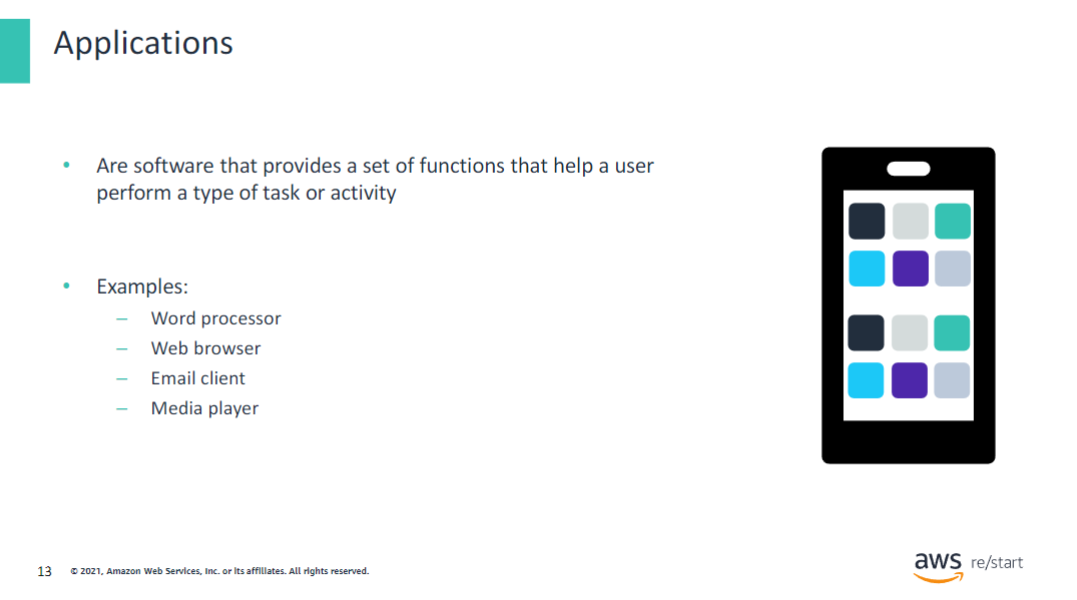 Applications
• Are software that provides a set of functions that help a user
perform a type of task or activity
• Examples:
– Word processor
– Web browser
– Email client
– Media player
13
© 2021, Amazon Web Services, Inc. or its affiliates. All rights reserved.
aws re/start